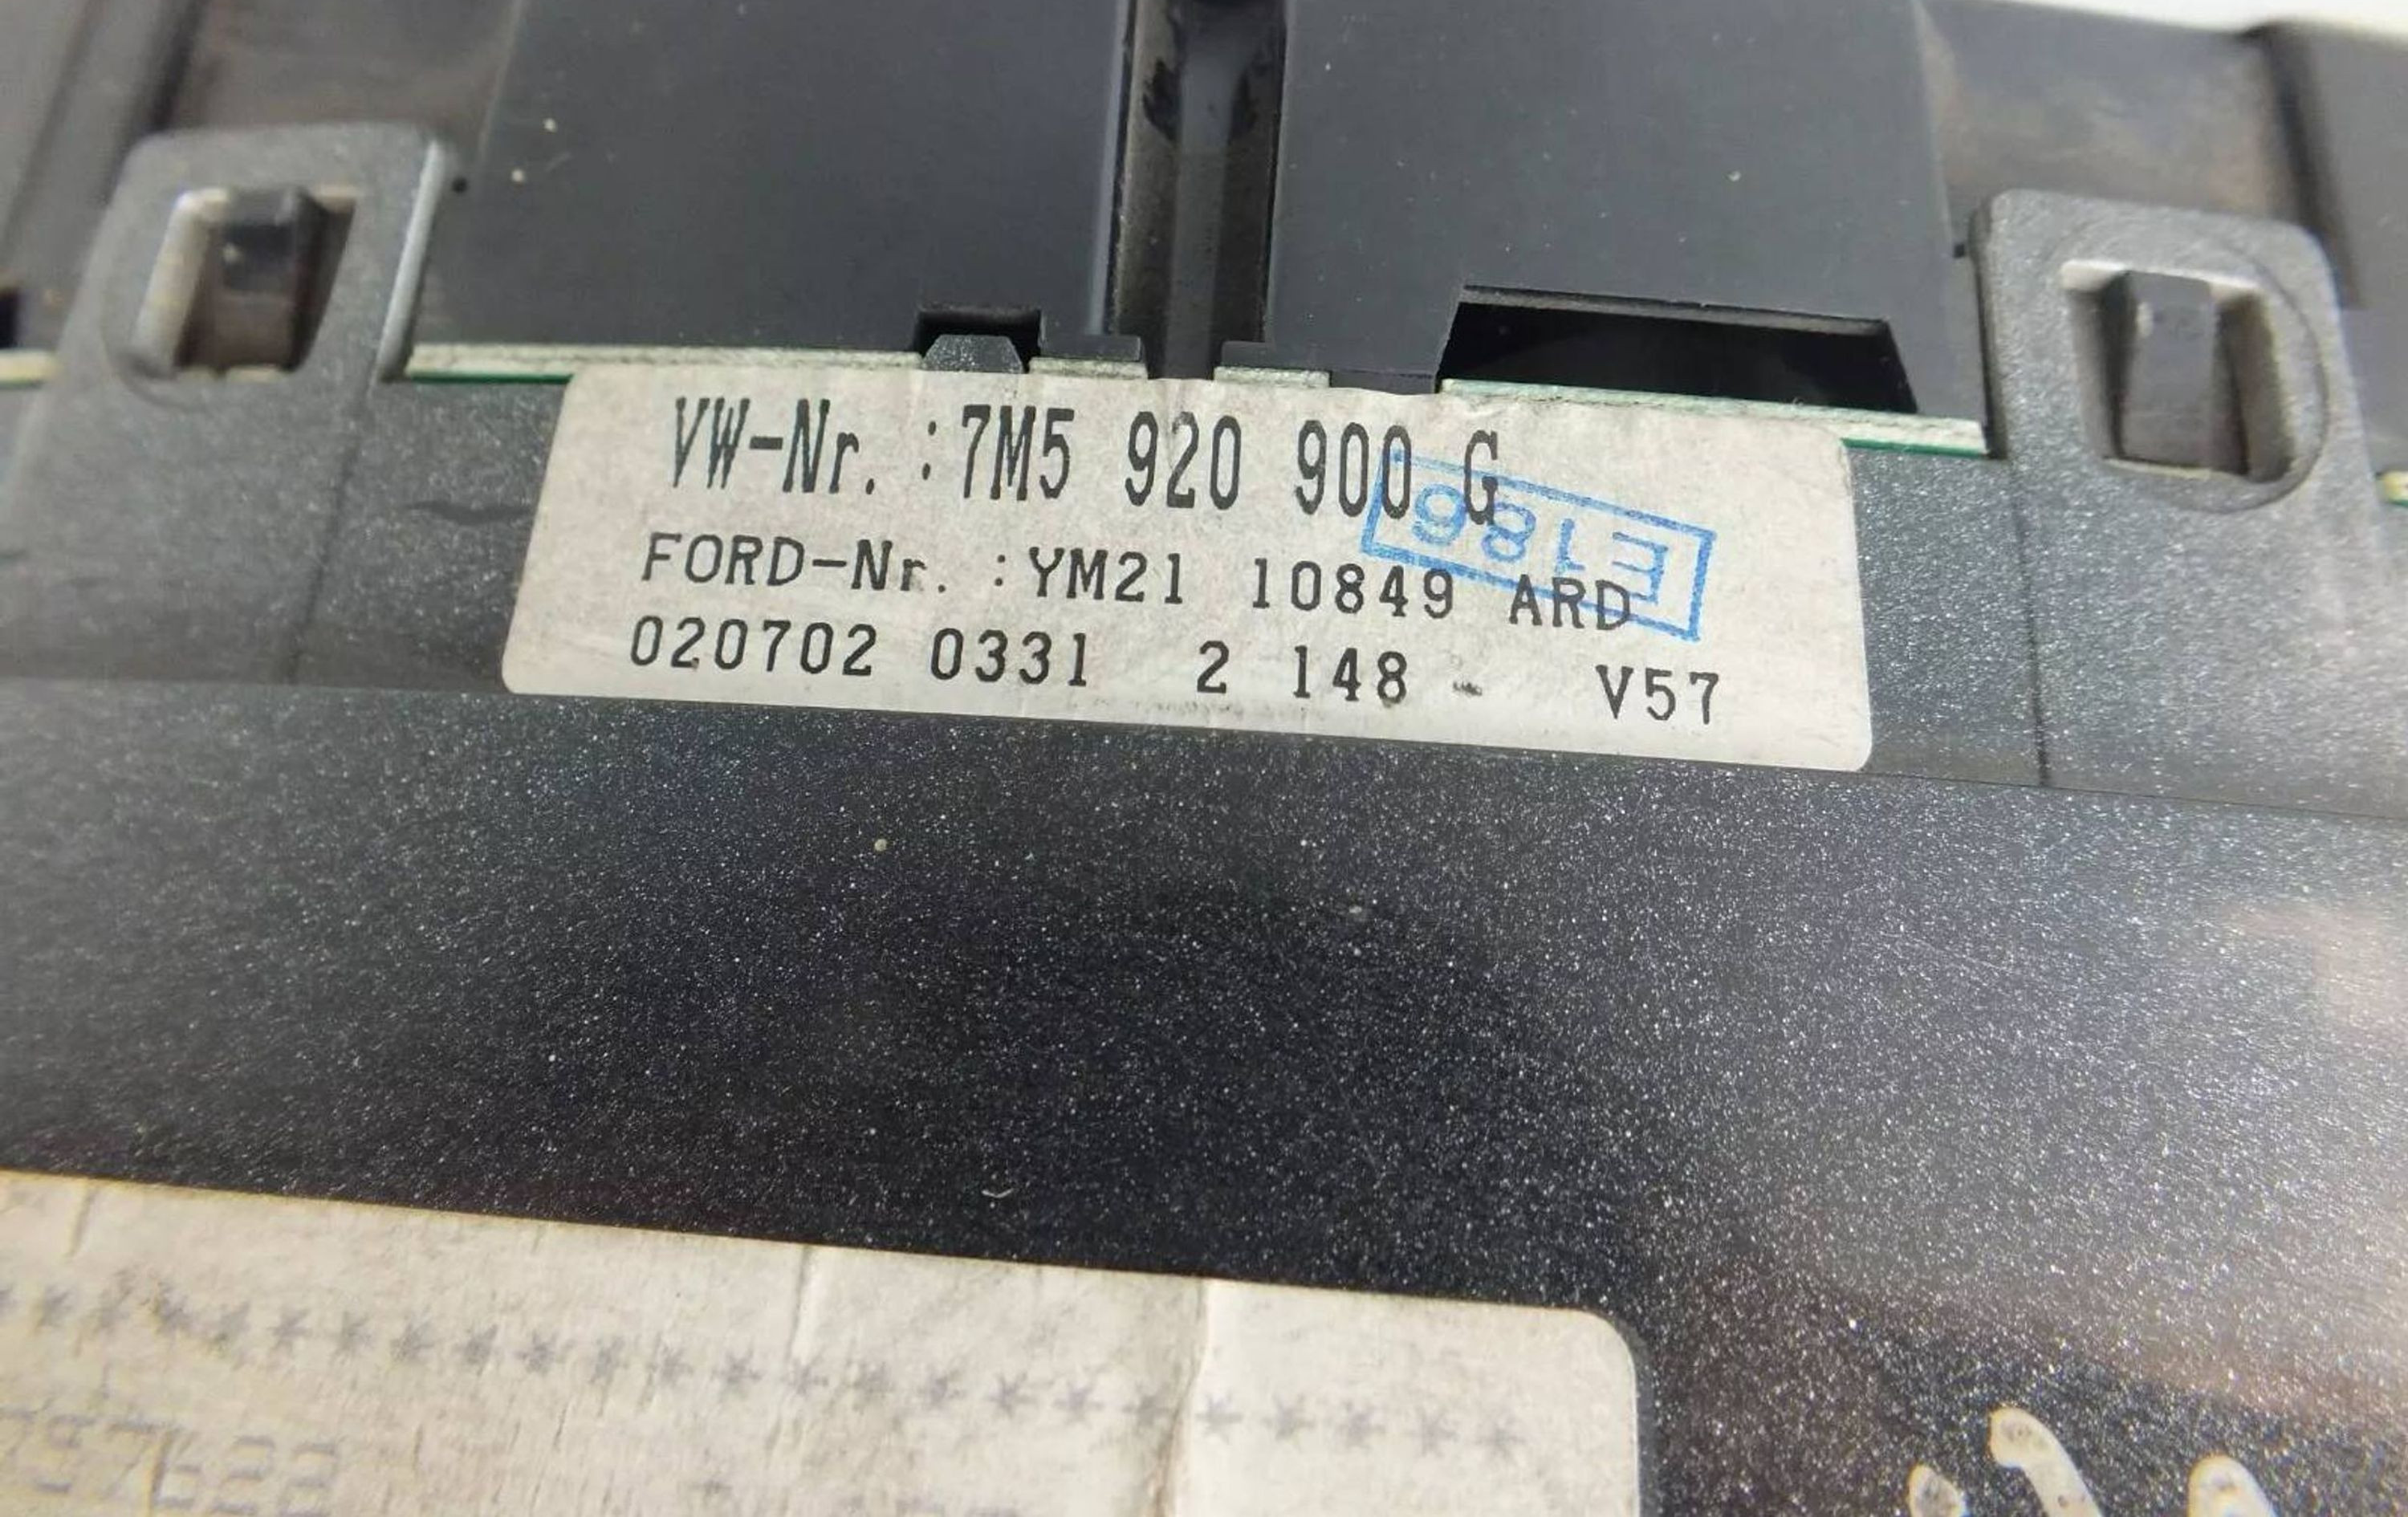 VW-Nr. :7M5 920 900 G
E186
FORD-Nr. :YM21 10849 ARD
020702 0331 2 148 - V57
*********************